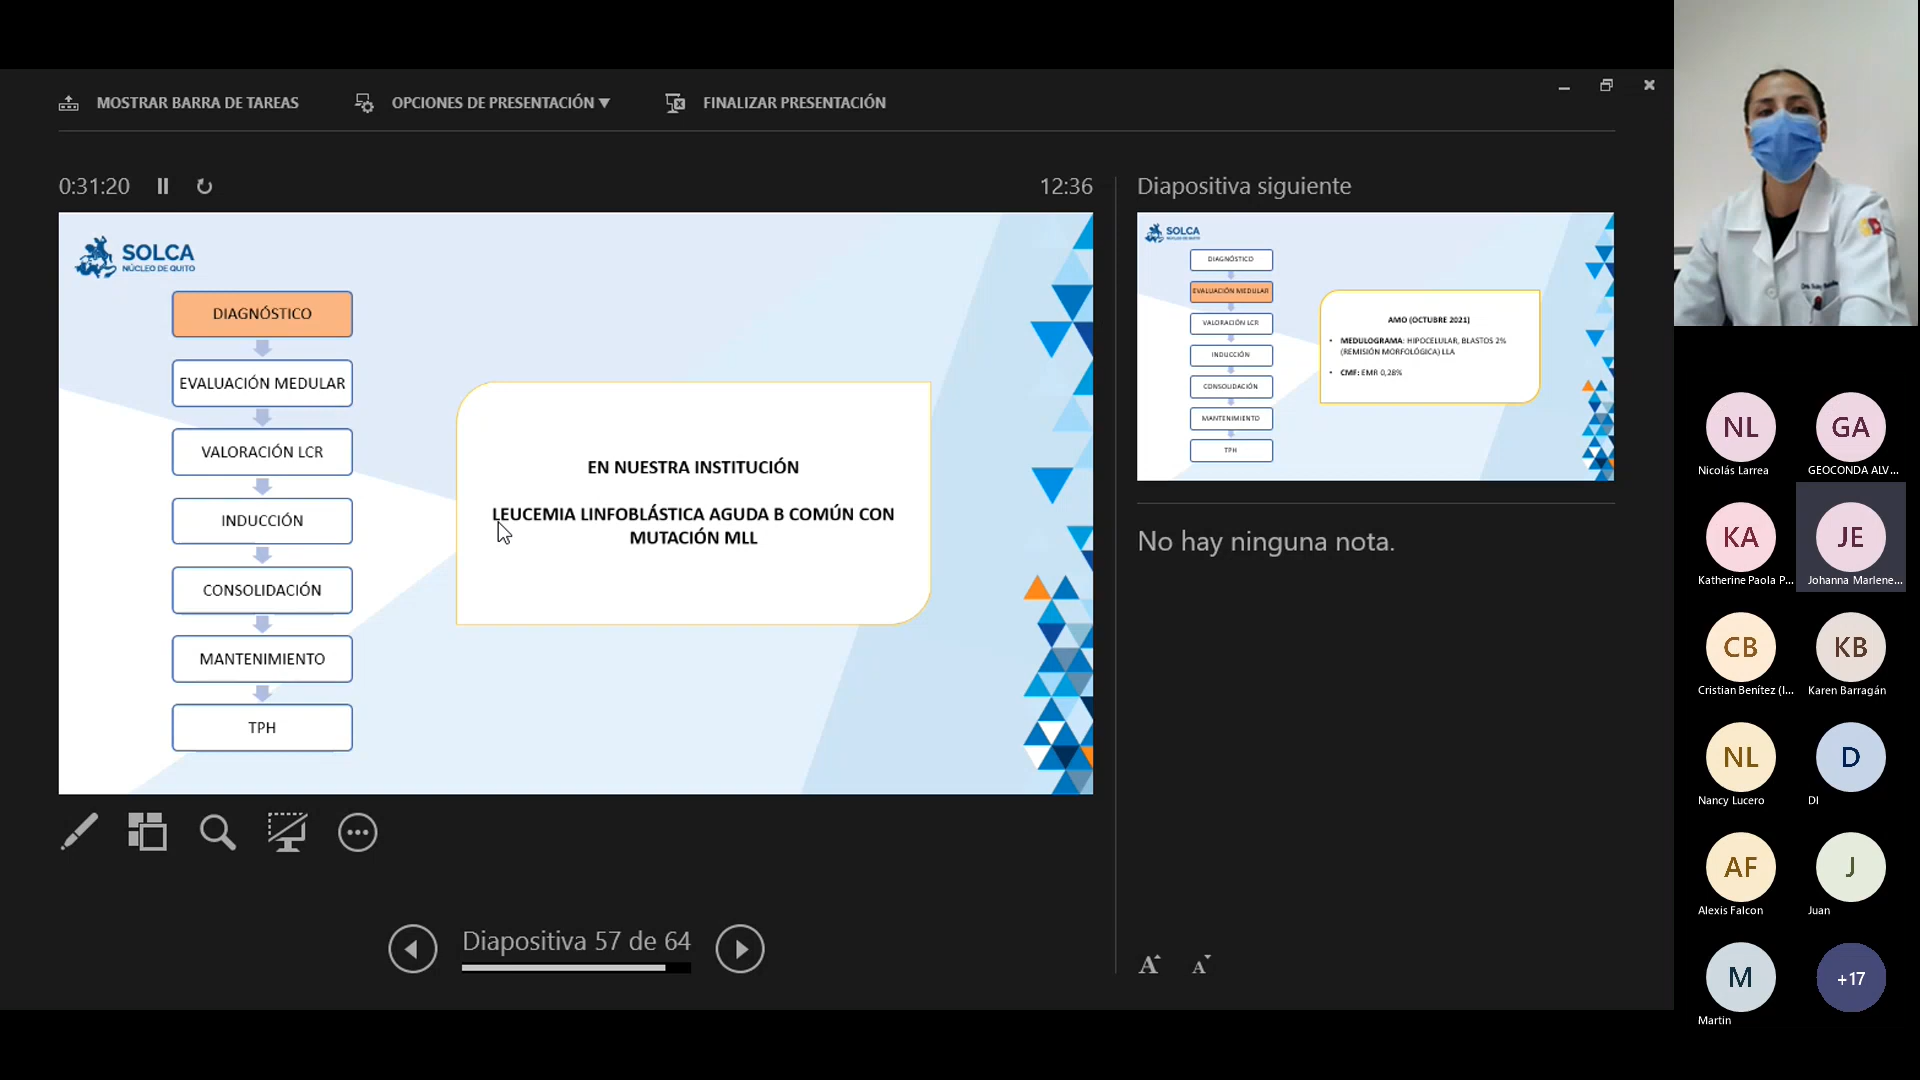 MOSTRAR BARRA DE TAREAS
OPCIONES DE PRESENTACIÓN ▼
FINALIZAR PRESENTACIÓN
0:31:20
12:36
SOLCA
NÚCLEO DE QUITO
DIAGNÓSTICO
EVALUACIÓN MEDULAR
VALORACIÓN LCR
INDUCCIÓN
CONSOLIDACIÓN
MANTENIMIENTO
TPH
EN NUESTRA INSTITUCIÓN
LEUCEMIA LINFOBLÁSTICA AGUDA B COMÚN CON
MUTACIÓN MLL
Diapositiva 57 de 64
Diapositiva siguiente
SOLCA
NÚCLEO DE QUITO
DIAGNÓSTICO
EVALUACIÓN MEDULAR
VALORACIÓN LCR
INDUCCIÓN
CONSOLIDACIÓN
MANTENIMIENTO
TPH
AMO (OCTUBRE 2021)
• MEDULOGRAMA: HIPOCELULAR, BLASTOS 2%
(REMISIÓN MORFOLÓGICA) LLA
• CMF: EMR 0,28%
No hay ninguna nota.
A A
NL
Nicolás Larrea
GA
GEOCONDA ALV...
KA
Katherine Paola P...
JE
Johanna Marlene...
CB
Cristian Benítez (I...
KB
Karen Barragán
NL
Nancy Lucero
D
DI
AF
Alexis Falcon
J
Juan
M
Martin
+17